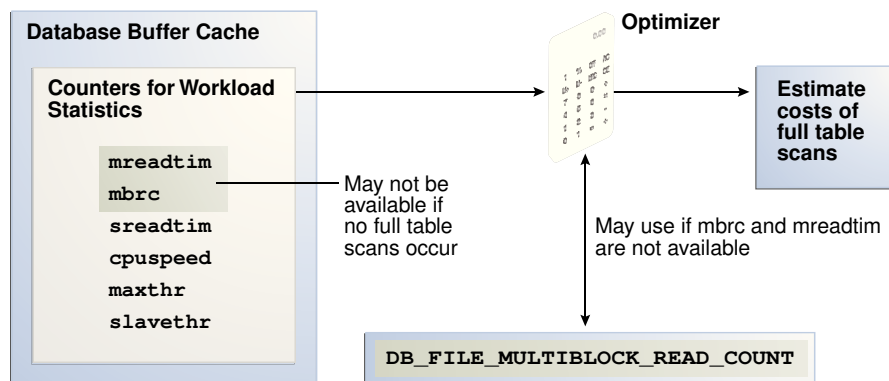 Database Buffer Cache
Counters for Workload
Statistics
mreadtim
mbrc
sreadtim
cpuspeed
maxthr
slavethr
May not be
available if
no full table
scans occur
Optimizer
Estimate
costs of
full table
scans
May use if mbrc and mreadtim
are not available
DB_FILE_MULTIBLOCK_READ_COUNT